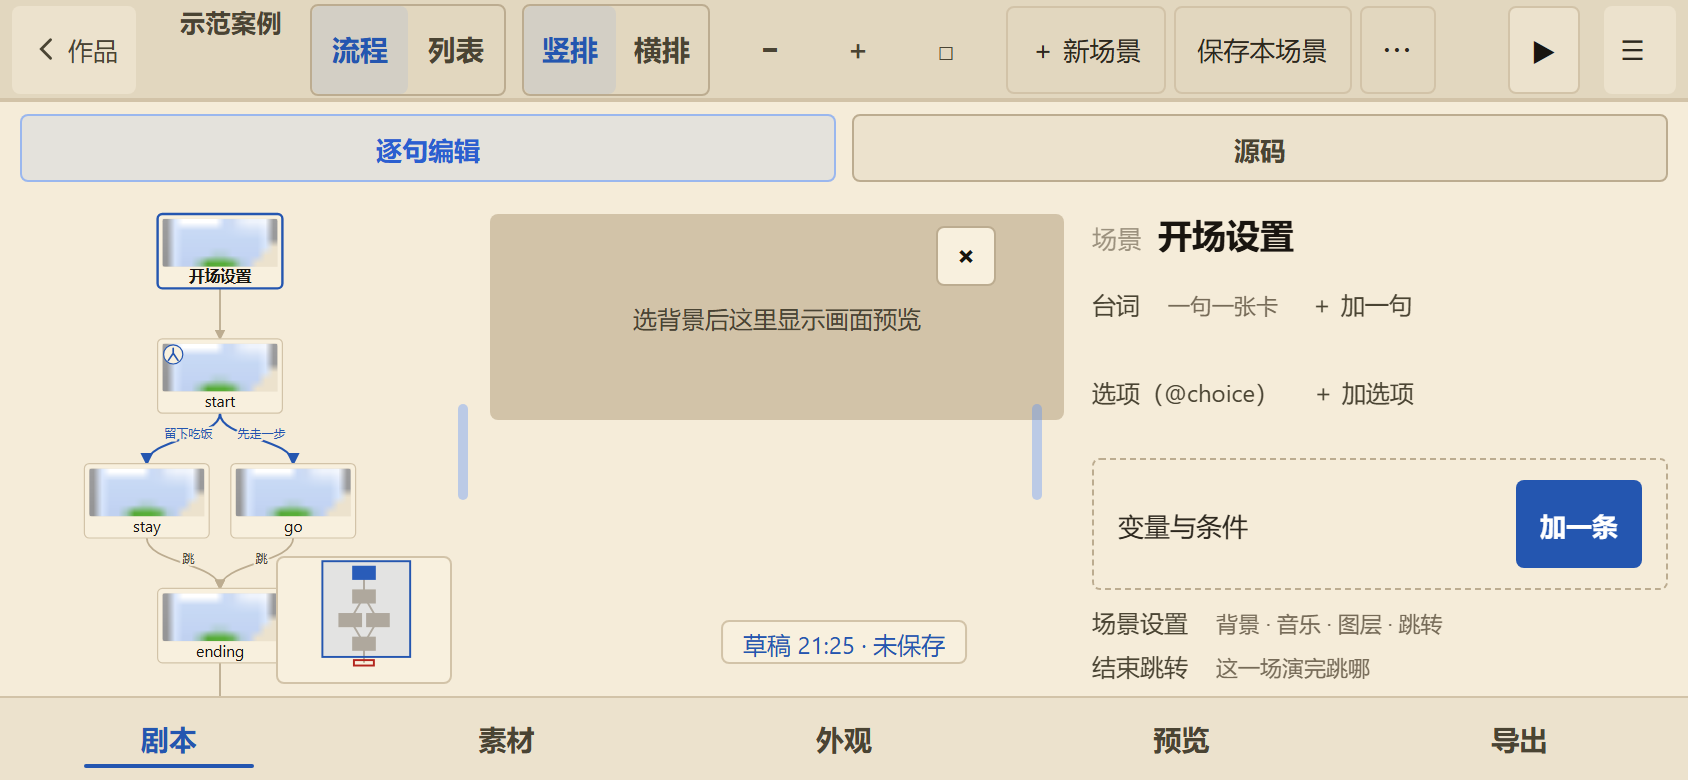 作品
示范案例
流程
列表
竖排
横排
− + □
+ 新场景
保存本场景
…
▶
☰
逐句编辑
源码
开场设置
start
留下吃饭
先走一步
stay
go
跳
跳
ending
×
选背景后这里显示画面预览
草稿 21:25 · 未保存
场景 开场设置
台词 一句一张卡 + 加一句
选项（@choice） + 加选项
变量与条件
加一条
场景设置 背景 · 音乐 · 图层 · 跳转
结束跳转 这一场演完跳哪
剧本
素材
外观
预览
导出